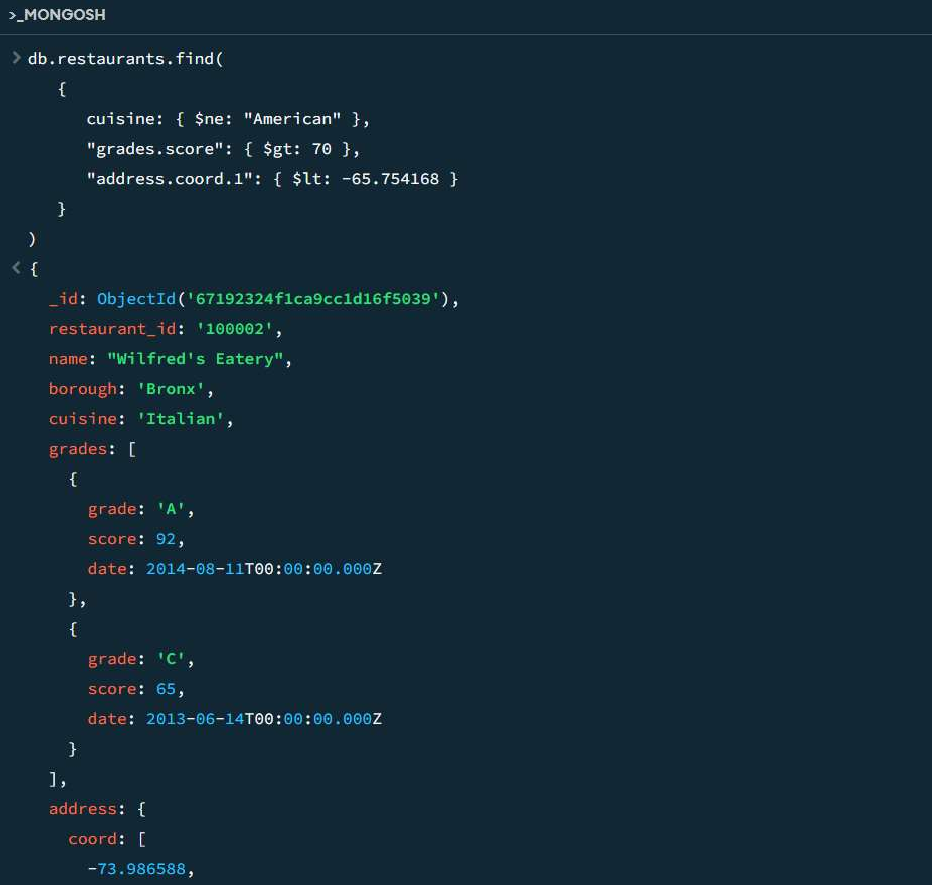 >_MONGOSH
> db.restaurants.find(
{
cuisine: { $ne: "American" },
"grades.score": { $gt: 70 },
"address.coord.1": { $lt: -65.754168 }
}
)
< {
_id: ObjectId('67192324f1ca9cc1d16f5039'),
restaurant_id: '100002',
name: "Wilfred's Eatery",
borough: 'Bronx',
cuisine: 'Italian',
grades: [
{
grade: 'A',
score: 92,
date: 2014-08-11T00:00:00.000Z
},
{
grade: 'C',
score: 65,
date: 2013-06-14T00:00:00.000Z
}
],
address: {
coord: [
-73.986588,